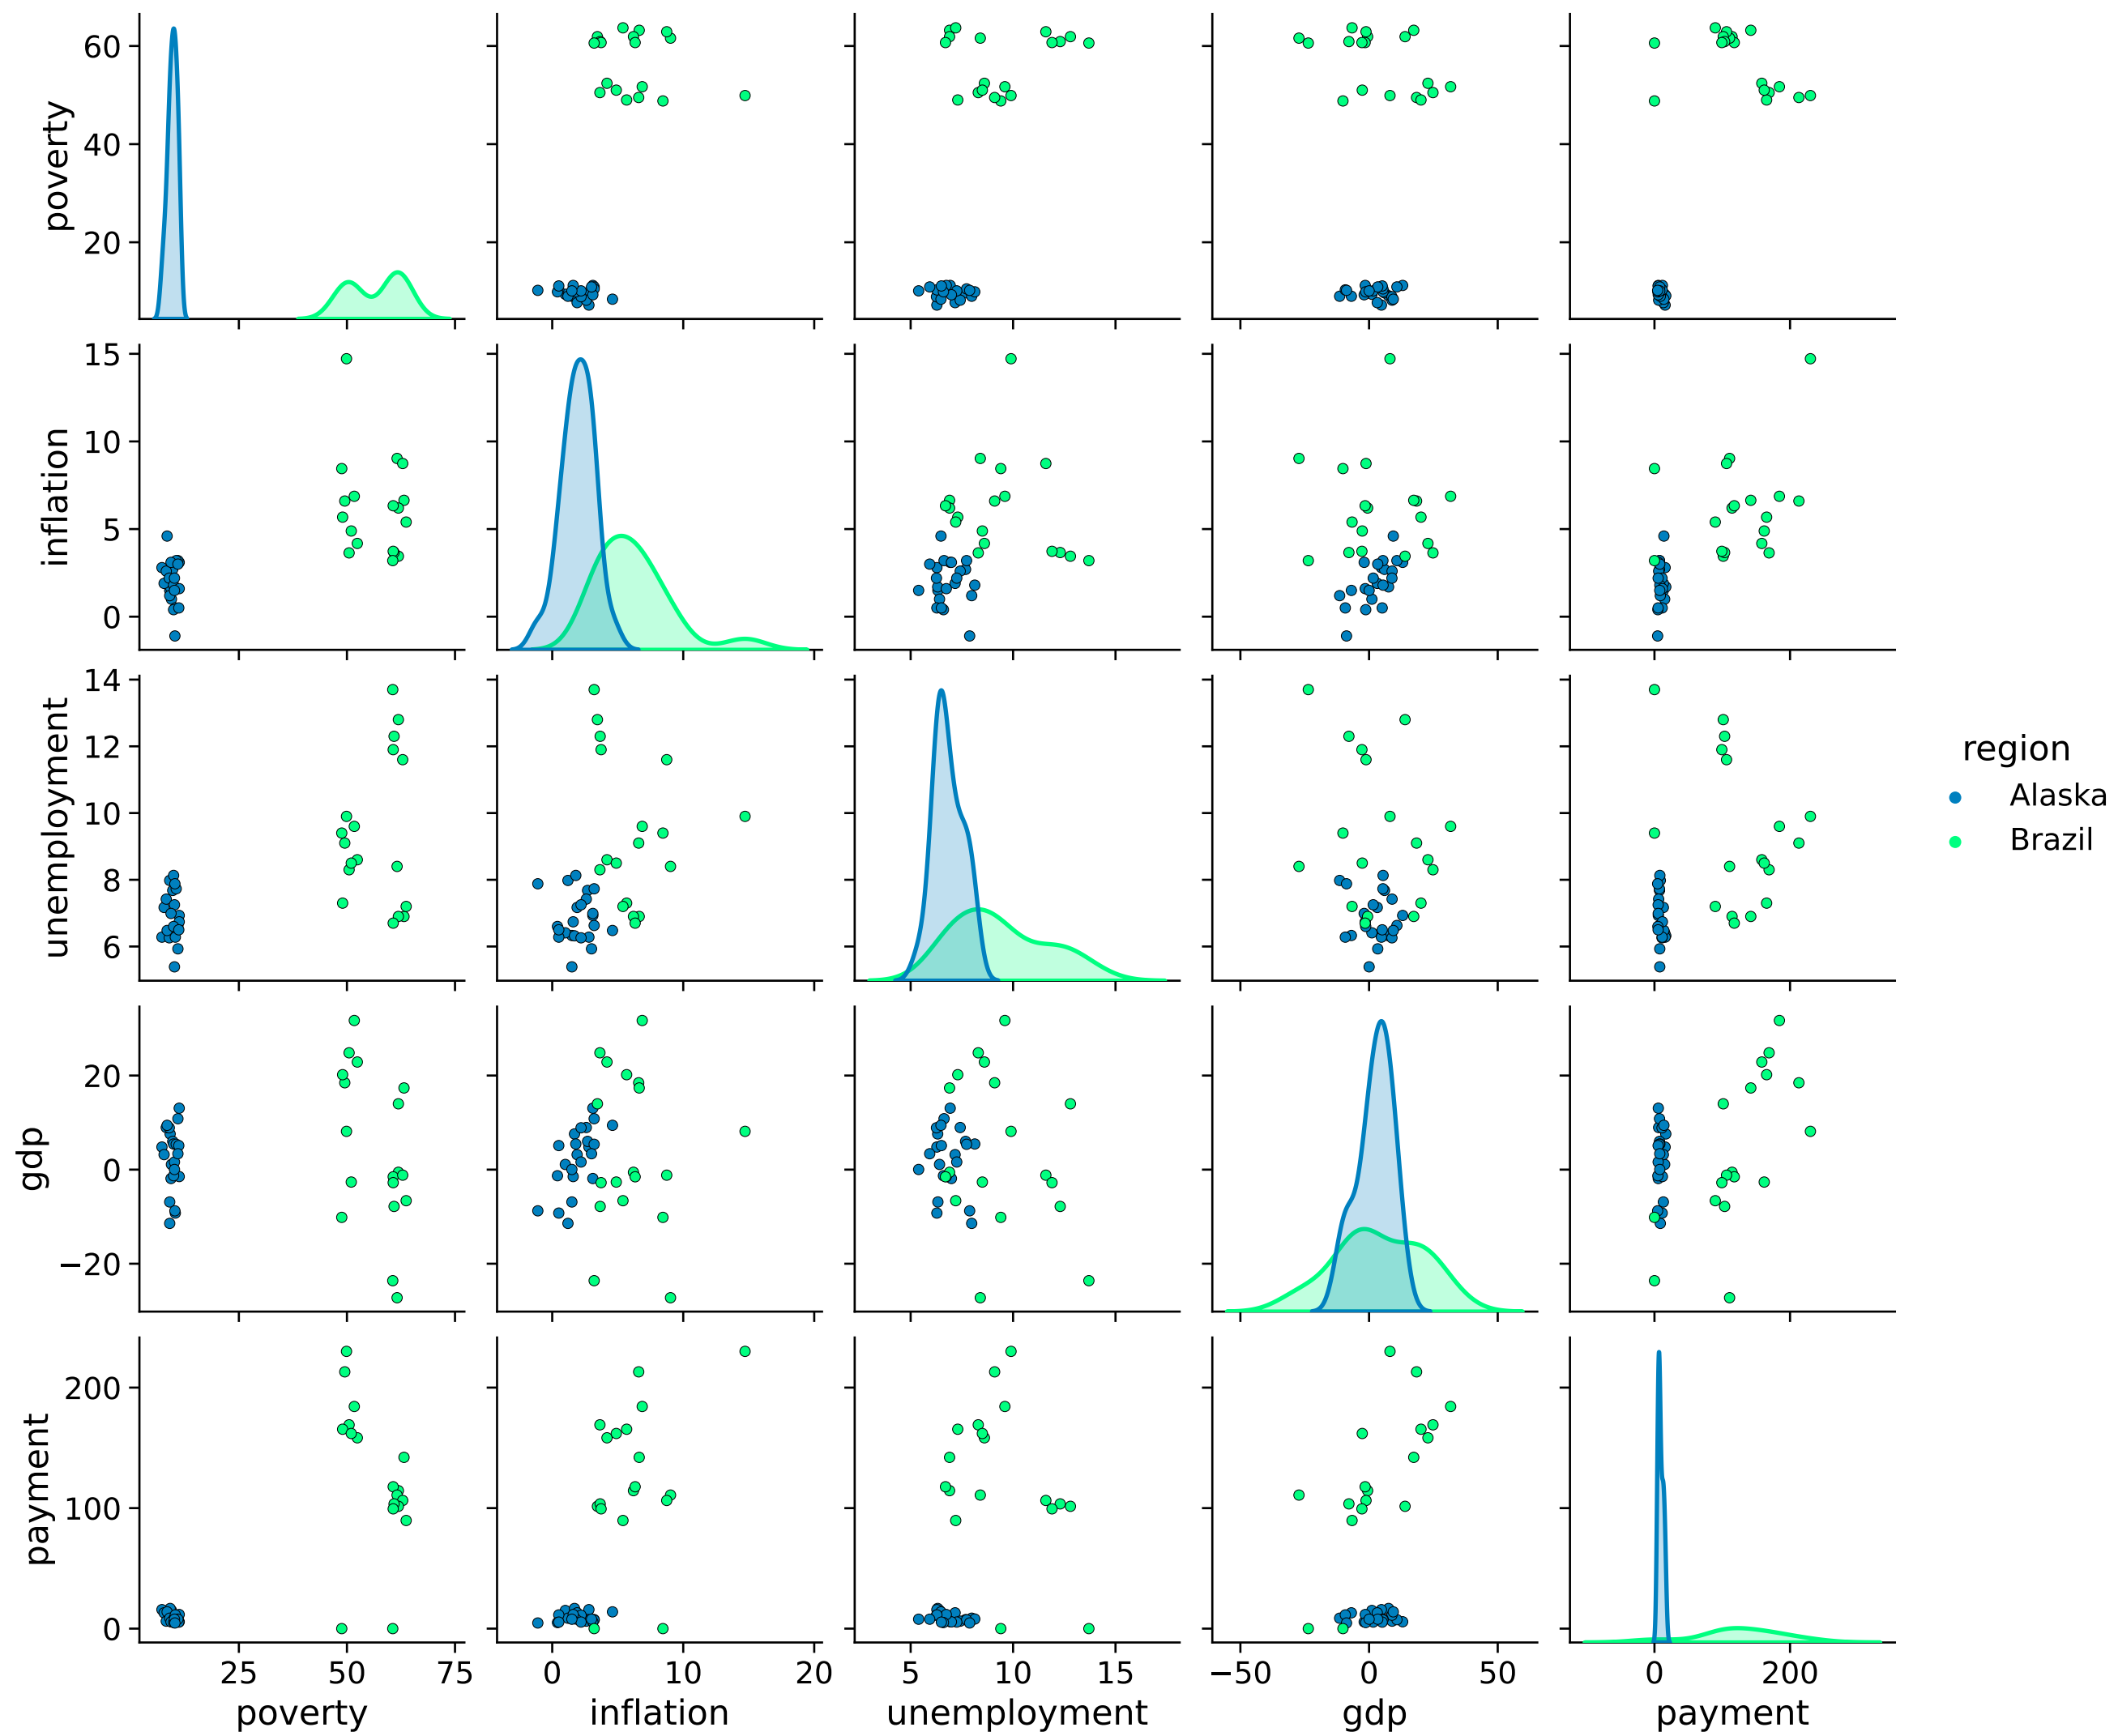 60
40
20
poverty
15
10
5
0
inflation
14
12
10
8
6
unemployment
region
Alaska
Brazil
20
0
−20
gdp
200
100
0
payment
25 50 75
0 10 20
5 10 15
−50 0 50
0 200
poverty inflation unemployment gdp payment